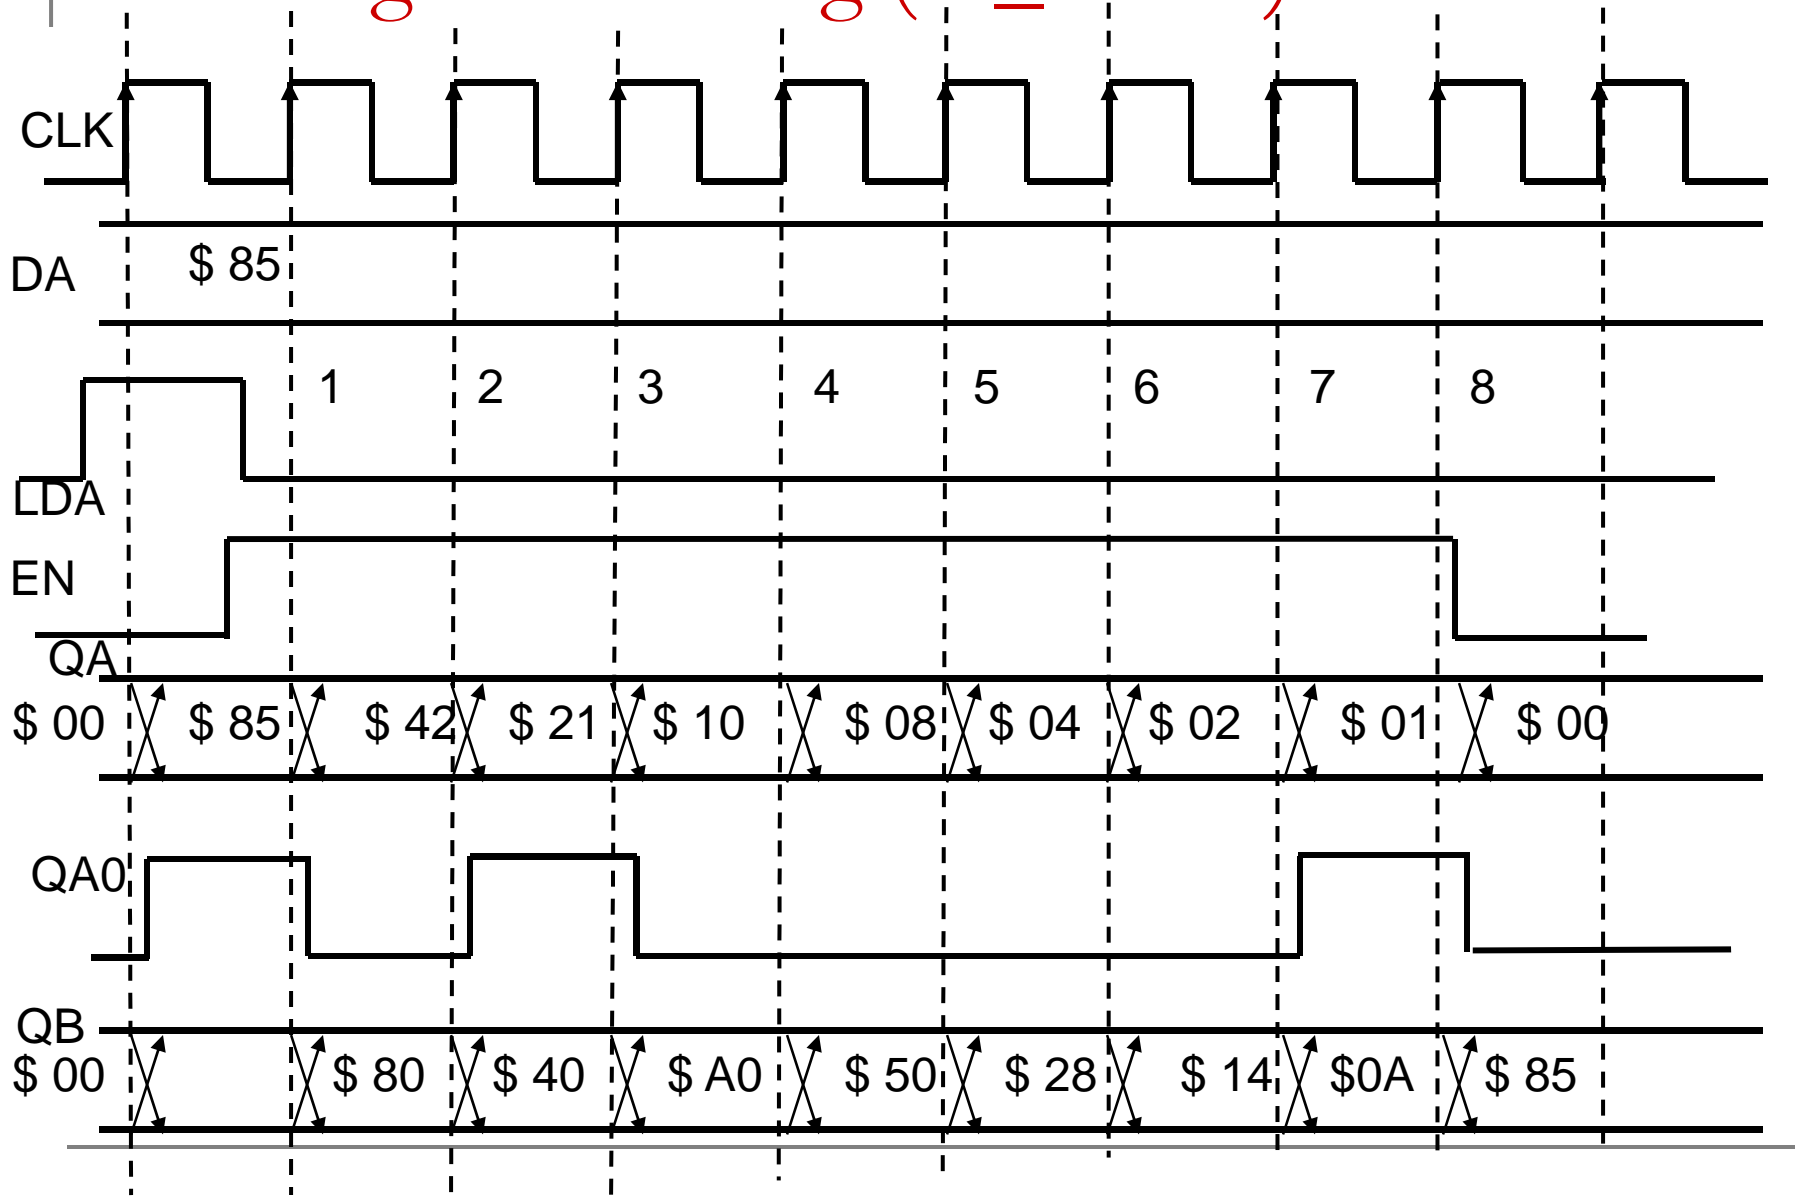 CLK
$ 85
DA
1 2 3 4 5 6 7 8
LDA
EN
QA
$ 00 $ 85 $ 42 $ 21 $ 10 $ 08 $ 04 $ 02 $ 01 $ 00
QA0
QB
$ 00 $ 80 $ 40 $ A0 $ 50 $ 28 $ 14 $0A $ 85